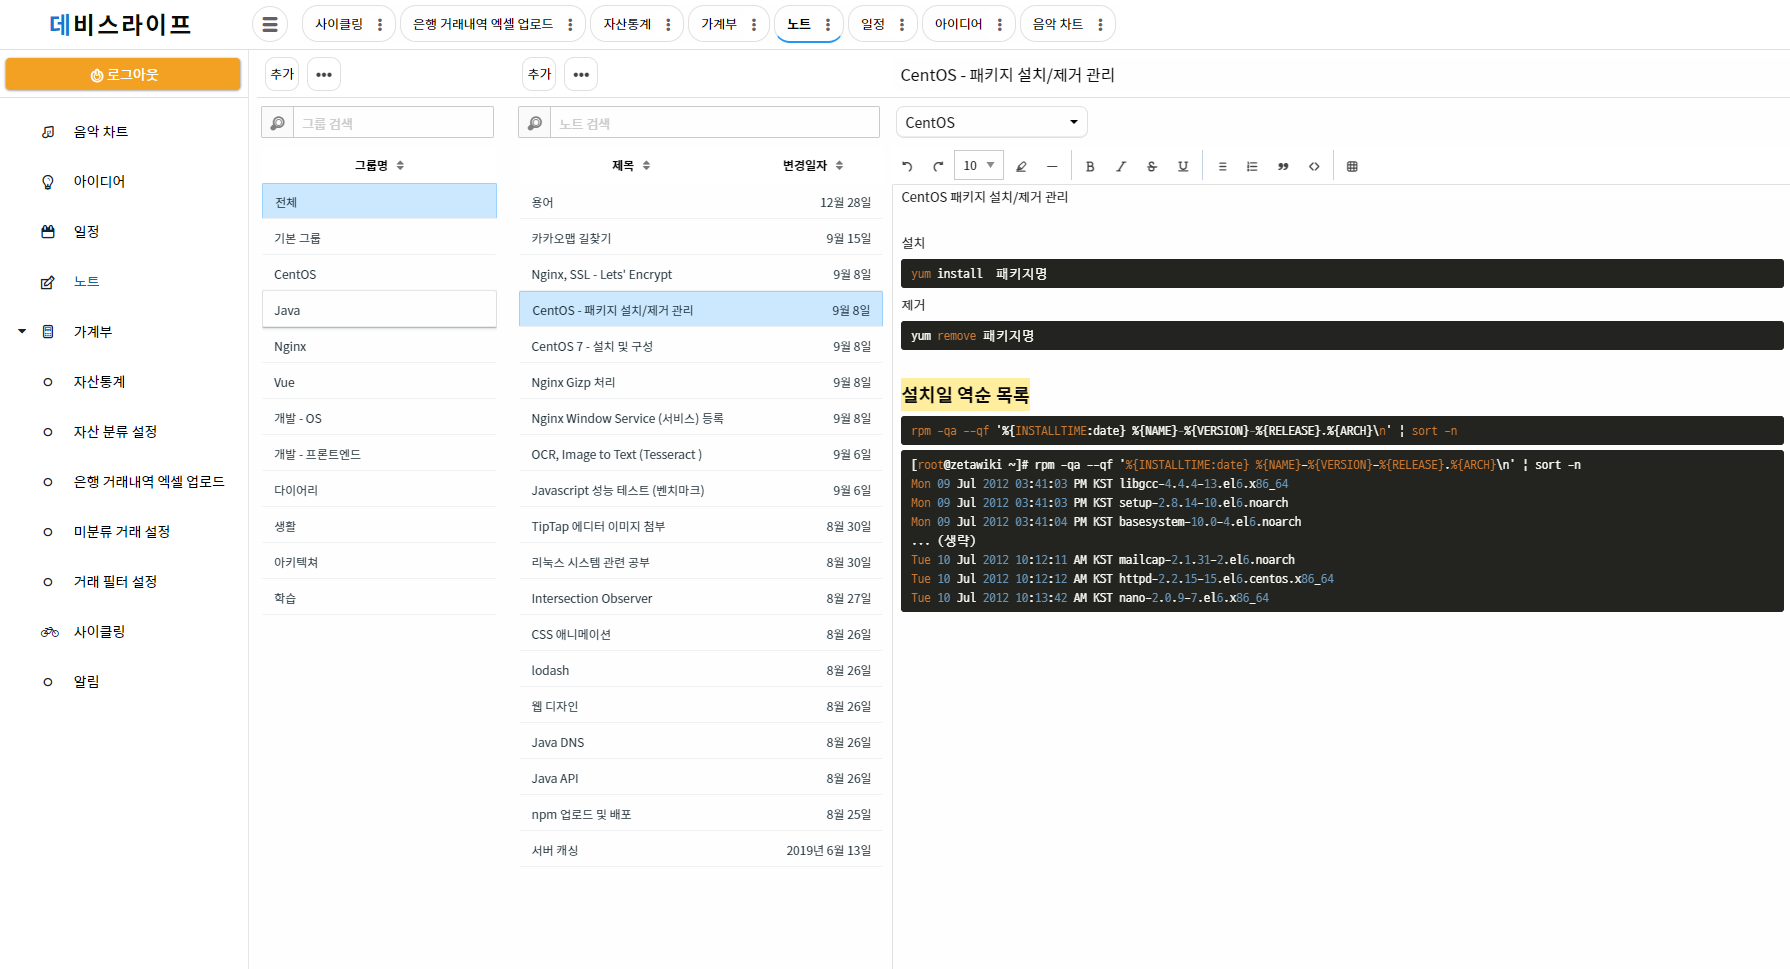 데비스라이프
사이클링
은행 거래내역 엑셀 업로드
자산통계
가계부
노트
일정
아이디어
음악 차트
로그아웃
음악 차트
아이디어
일정
노트
가계부
자산통계
자산 분류 설정
은행 거래내역 엑셀 업로드
미분류 거래 설정
거래 필터 설정
사이클링
알림
추가
그룹 검색
그룹명
전체
기본 그룹
CentOS
Java
Nginx
Vue
개발 - OS
개발 - 프론트엔드
다이어리
생활
아키텍쳐
학습
추가
노트 검색
제목 변경일자
용어 12월 28일
카카오맵 길찾기 9월 15일
Nginx, SSL - Lets' Encrypt 9월 8일
CentOS - 패키지 설치/제거 관리 9월 8일
CentOS 7 - 설치 및 구성 9월 8일
Nginx Gizp 처리 9월 8일
Nginx Window Service (서비스) 등록 9월 8일
OCR, Image to Text (Tesseract ) 9월 6일
Javascript 성능 테스트 (벤치마크) 9월 6일
TipTap 에디터 이미지 첨부 8월 30일
리눅스 시스템 관련 공부 8월 30일
Intersection Observer 8월 27일
CSS 애니메이션 8월 26일
lodash 8월 26일
웹 디자인 8월 26일
Java DNS 8월 26일
Java API 8월 26일
npm 업로드 및 배포 8월 25일
서버 캐싱 2019년 6월 13일
CentOS - 패키지 설치/제거 관리
CentOS
10
CentOS 패키지 설치/제거 관리
설치
yum install  패키지명
제거
yum remove 패키지명
설치일 역순 목록
rpm -qa --qf '%{INSTALLTIME:date} %{NAME}-%{VERSION}-%{RELEASE}.%{ARCH}\n' | sort -n
[root@zetawiki ~]# rpm -qa --qf '%{INSTALLTIME:date} %{NAME}-%{VERSION}-%{RELEASE}.%{ARCH}\n' | sort -n
Mon 09 Jul 2012 03:41:03 PM KST libgcc-4.4.4-13.el6.x86_64
Mon 09 Jul 2012 03:41:03 PM KST setup-2.8.14-10.el6.noarch
Mon 09 Jul 2012 03:41:04 PM KST basesystem-10.0-4.el6.noarch
... (생략)
Tue 10 Jul 2012 10:12:11 AM KST mailcap-2.1.31-2.el6.noarch
Tue 10 Jul 2012 10:12:12 AM KST httpd-2.2.15-15.el6.centos.x86_64
Tue 10 Jul 2012 10:13:42 AM KST nano-2.0.9-7.el6.x86_64